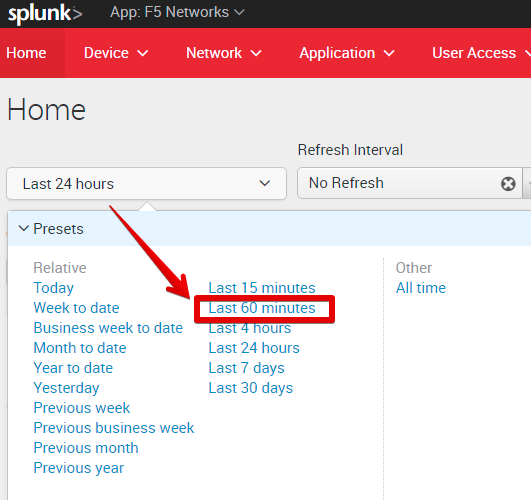 splunk> App: F5 Networks
Home Device Network Application User Access
Home
Refresh Interval
Last 24 hours No Refresh
Presets
Relative
Today
Week to date
Business week to date
Month to date
Year to date
Yesterday
Previous week
Previous business week
Previous month
Previous year
Last 15 minutes
Last 60 minutes
Last 4 hours
Last 24 hours
Last 7 days
Last 30 days
Other
All time